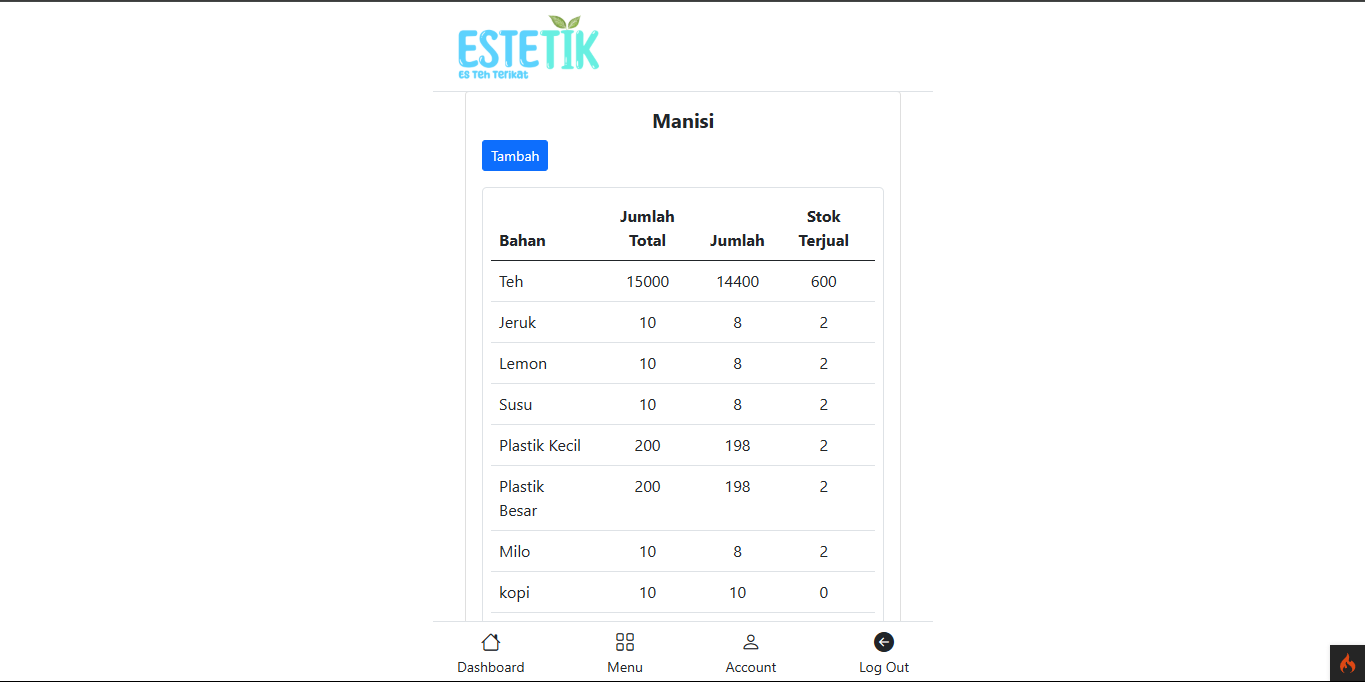 ESTETIK
Es Teh Terikat
Manisi
Tambah
Bahan Jumlah Total Jumlah Stok Terjual
Teh 15000 14400 600
Jeruk 10 8 2
Lemon 10 8 2
Susu 10 8 2
Plastik Kecil 200 198 2
Plastik Besar 200 198 2
Milo 10 8 2
kopi 10 10 0
Dashboard Menu Account Log Out